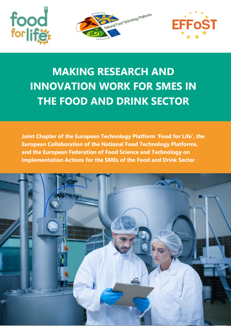 food
for life
National Food Technology Platforms
EFFoST
MAKING RESEARCH AND
INNOVATION WORK FOR SMES IN
THE FOOD AND DRINK SECTOR
Joint Chapter of the European Technology Platform 'Food for Life', the
European Collaboration of the National Food Technology Platforms,
and the European Federation of Food Science and Technology on
Implementation Actions for the SMEs of the Food and Drink Sector